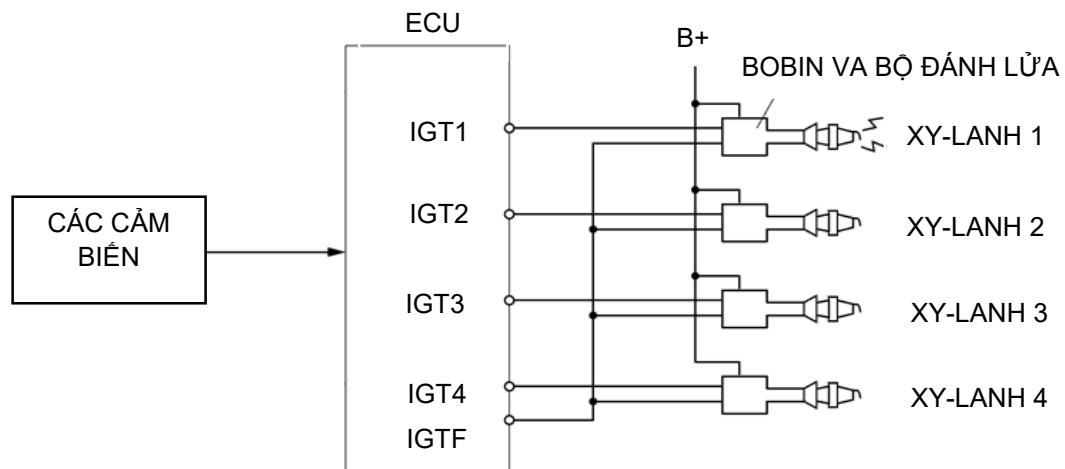 ECU
B+
BOBIN VA BỘ ĐÁNH LỬA
IGT1
XY-LANH 1
CÁC CẢM
BIẾN
IGT2
XY-LANH 2
IGT3
XY-LANH 3
IGT4
XY-LANH 4
IGTF